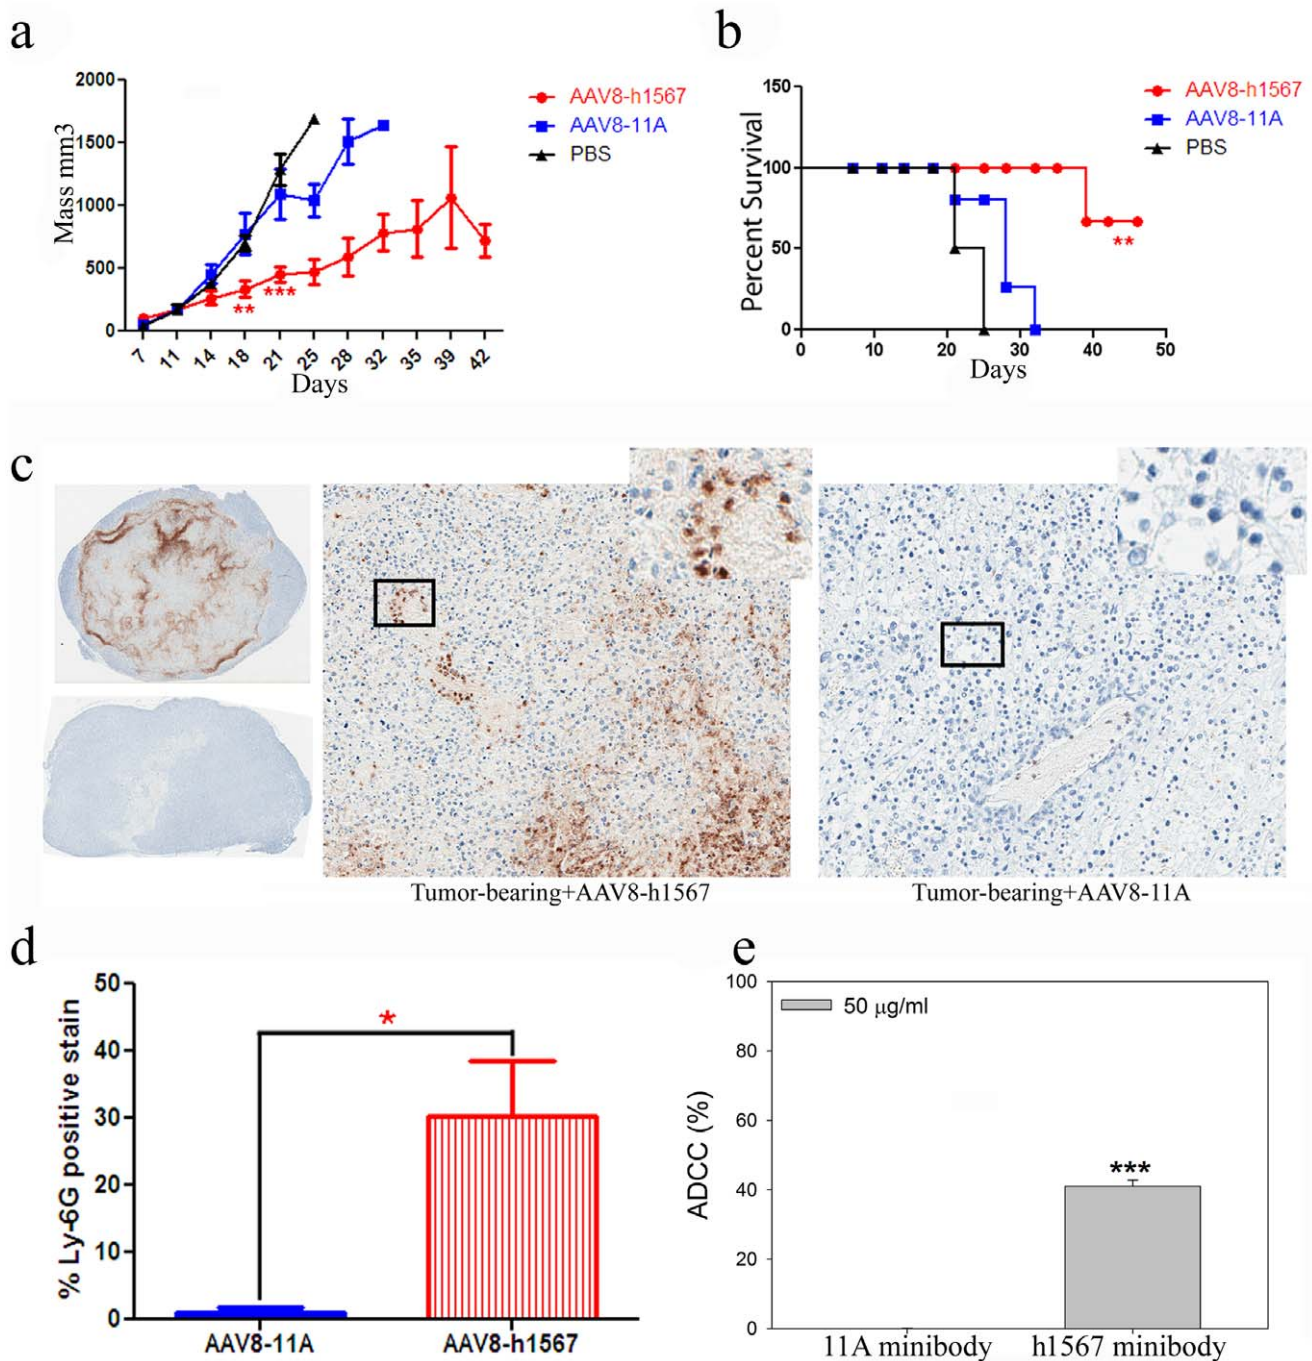 a
2000
1500
1000
500
0
Mass mm3
7 11 14 18 21 25 28 32 35 39 42
Days
AAV8-h1567
AAV8-11A
PBS
** ***
b
150
100
50
0
Percent Survival
0 10 20 30 40 50
Days
AAV8-h1567
AAV8-11A
PBS
**
c
Tumor-bearing+AAV8-h1567
Tumor-bearing+AAV8-11A
d
50
40
30
20
10
0
% Ly-6G positive stain
*
AAV8-11A AAV8-h1567
e
100
80
60
40
20
0
ADCC (%)
50 μg/ml
***
11A minibody h1567 minibody